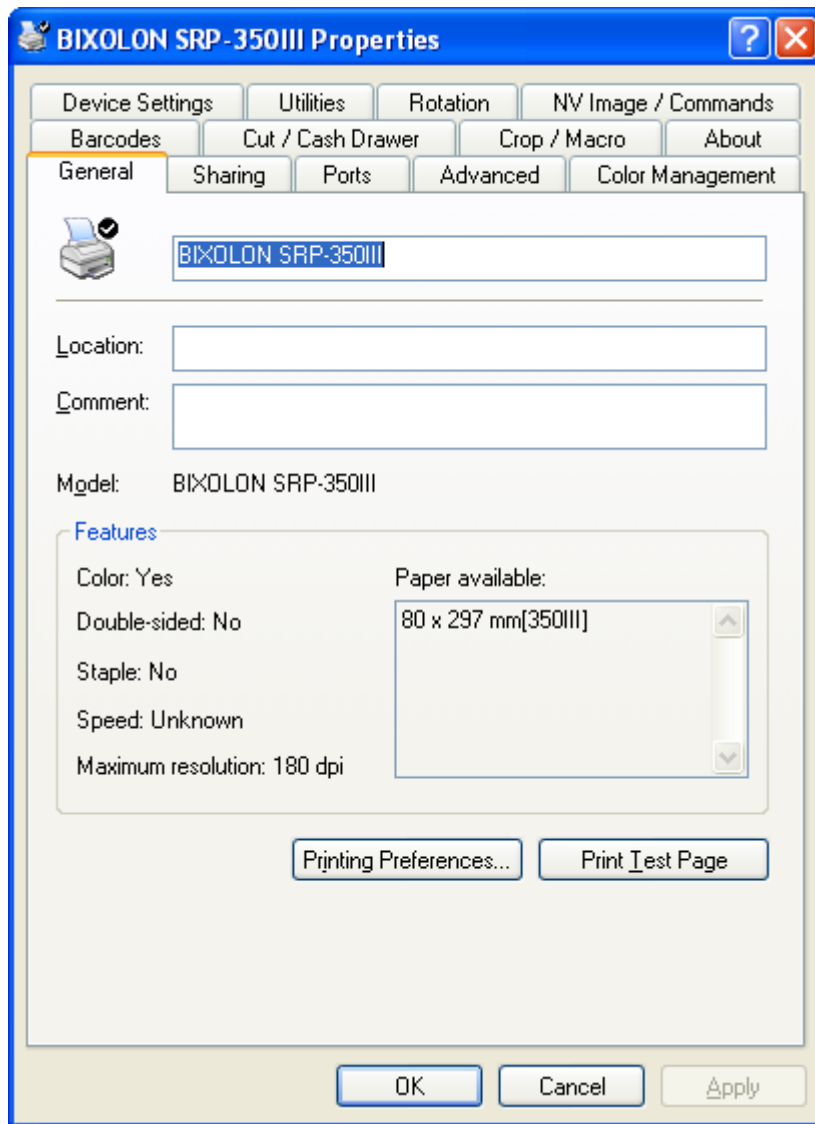 BIXOLON SRP-350III Properties
Device Settings Utilities Rotation NV Image / Commands
Barcodes Cut / Cash Drawer Crop / Macro About
General Sharing Ports Advanced Color Management
BIXOLON SRP-350III
Location:
Comment:
Model: BIXOLON SRP-350III
Features
Color: Yes Paper available:
Double-sided: No 80 x 297 mm[350III]
Staple: No
Speed: Unknown
Maximum resolution: 180 dpi
Printing Preferences... Print Test Page
OK Cancel Apply